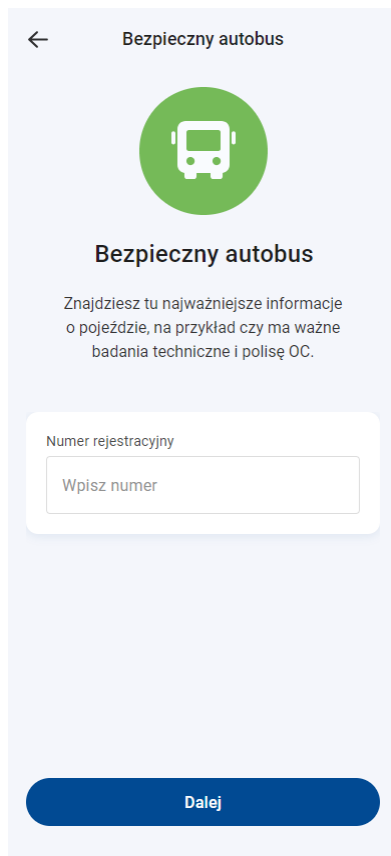 Bezpieczny autobus
Bezpieczny autobus
Znajdziesz tu najważniejsze informacje
o pojeździe, na przykład czy ma ważne
badania techniczne i polisę OC.
Numer rejestracyjny
Wpisz numer
Dalej